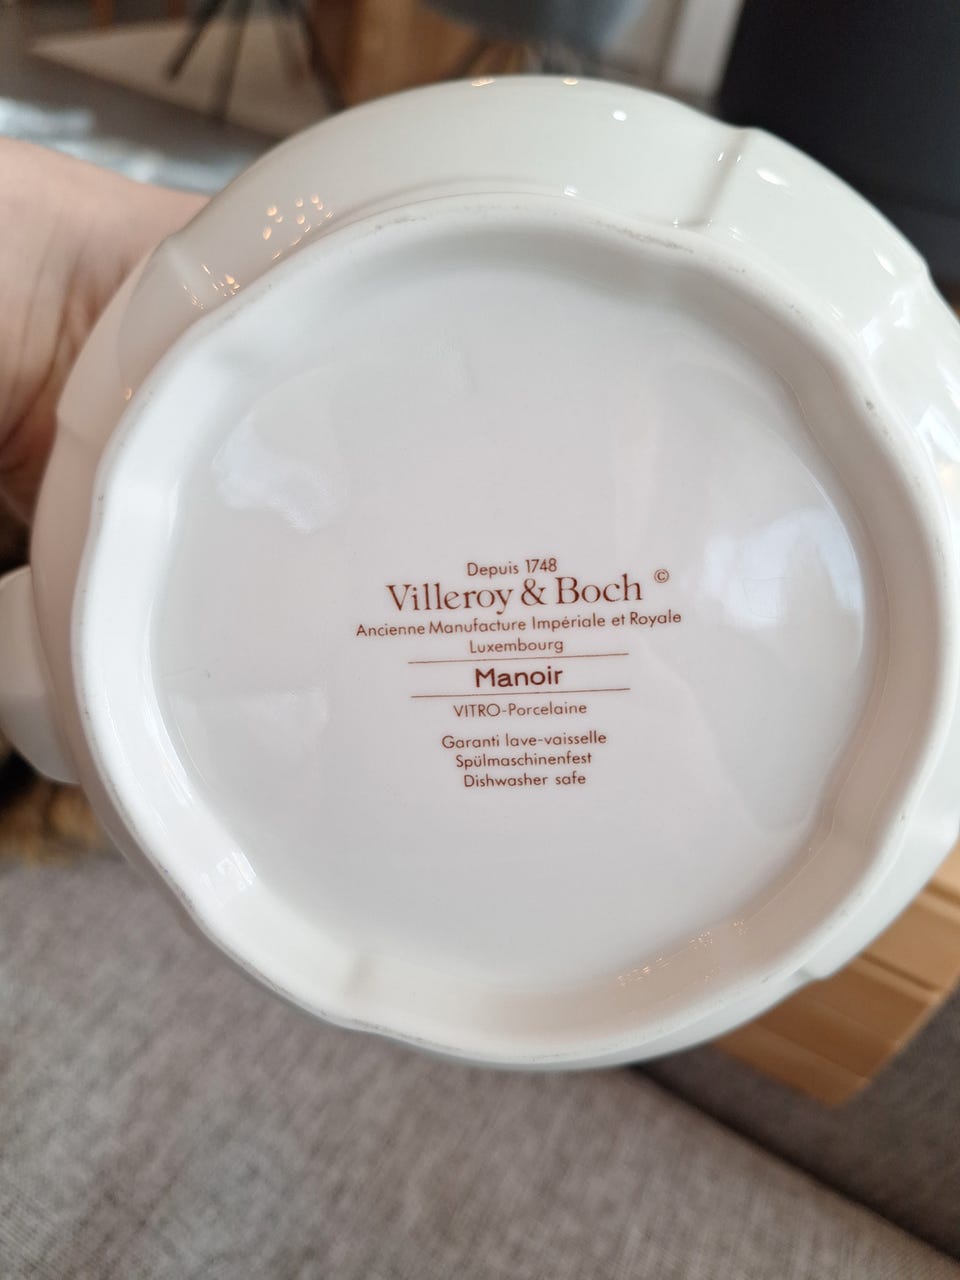 Depuis 1748
Villeroy & Boch ©
Ancienne Manufacture Impériale et Royale
Luxembourg
Manoir
VITRO-Porcelaine
Garanti lave-vaisselle
Spülmaschinenfest
Dishwasher safe